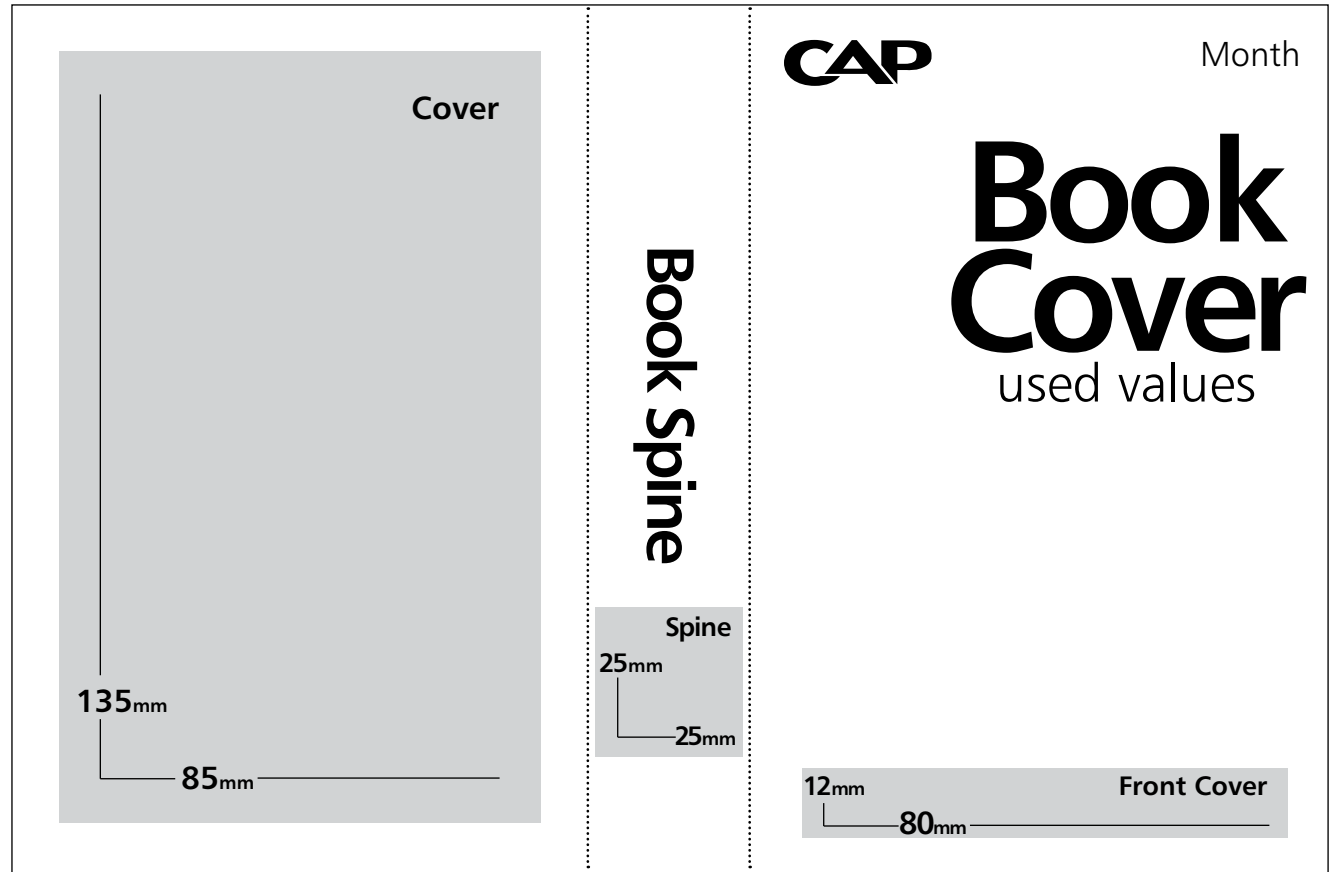 Cover
135mm
85mm
Book Spine
Spine
25mm
25mm
CAP
Month
Book
Cover
used values
12mm
Front Cover
80mm